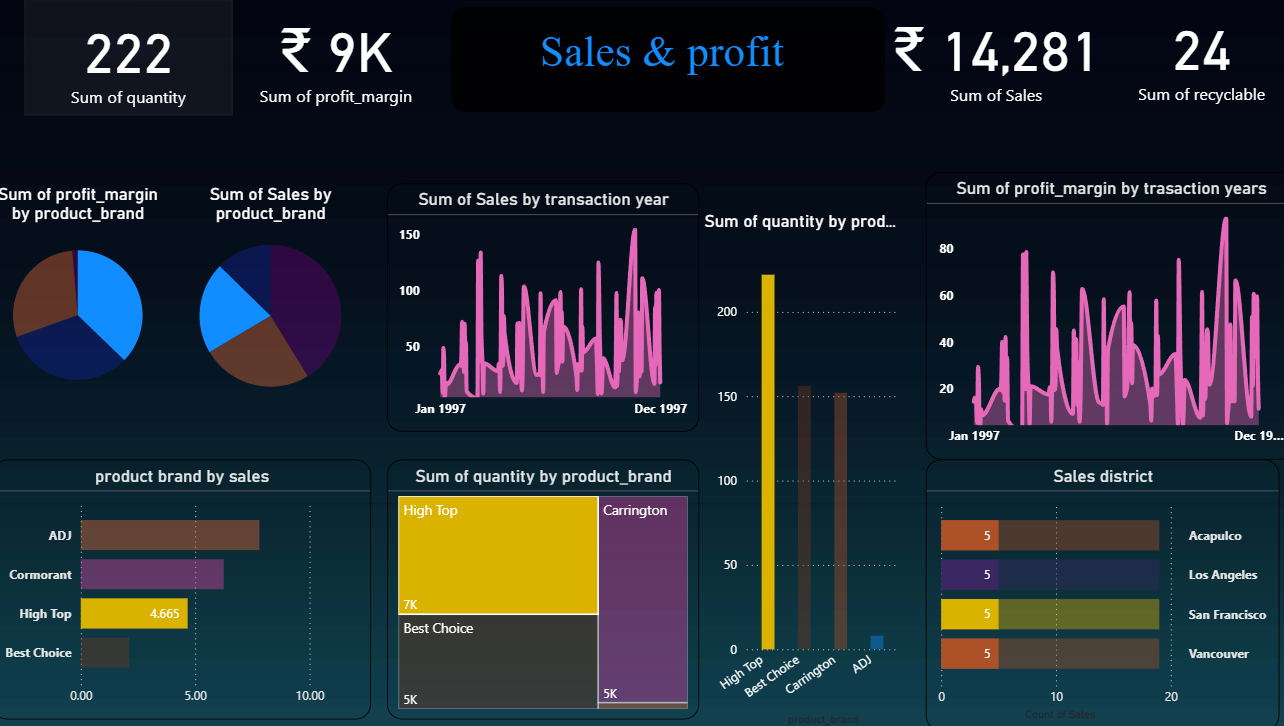 222
Sum of quantity
₹ 9K
Sum of profit_margin
Sales & profit
₹ 14,281
Sum of Sales
24
Sum of recyclable
Sum of profit_margin
by product_brand
Sum of Sales by
product_brand
Sum of Sales by transaction year
150
100
50
Jan 1997
Dec 1997
Sum of quantity by prod...
200
150
100
50
0
High Top
Best Choice
Carrington
ADJ
product_brand
Sum of profit_margin by trasaction years
80
60
40
20
Jan 1997
Dec 19...
product brand by sales
ADJ
Cormorant
High Top
4.665
Best Choice
0.00
5.00
10.00
Sum of quantity by product_brand
High Top
7K
Best Choice
5K
Carrington
5K
Sales district
5
Acapulco
5
Los Angeles
5
San Francisco
5
Vancouver
0
10
20
Count of Sales